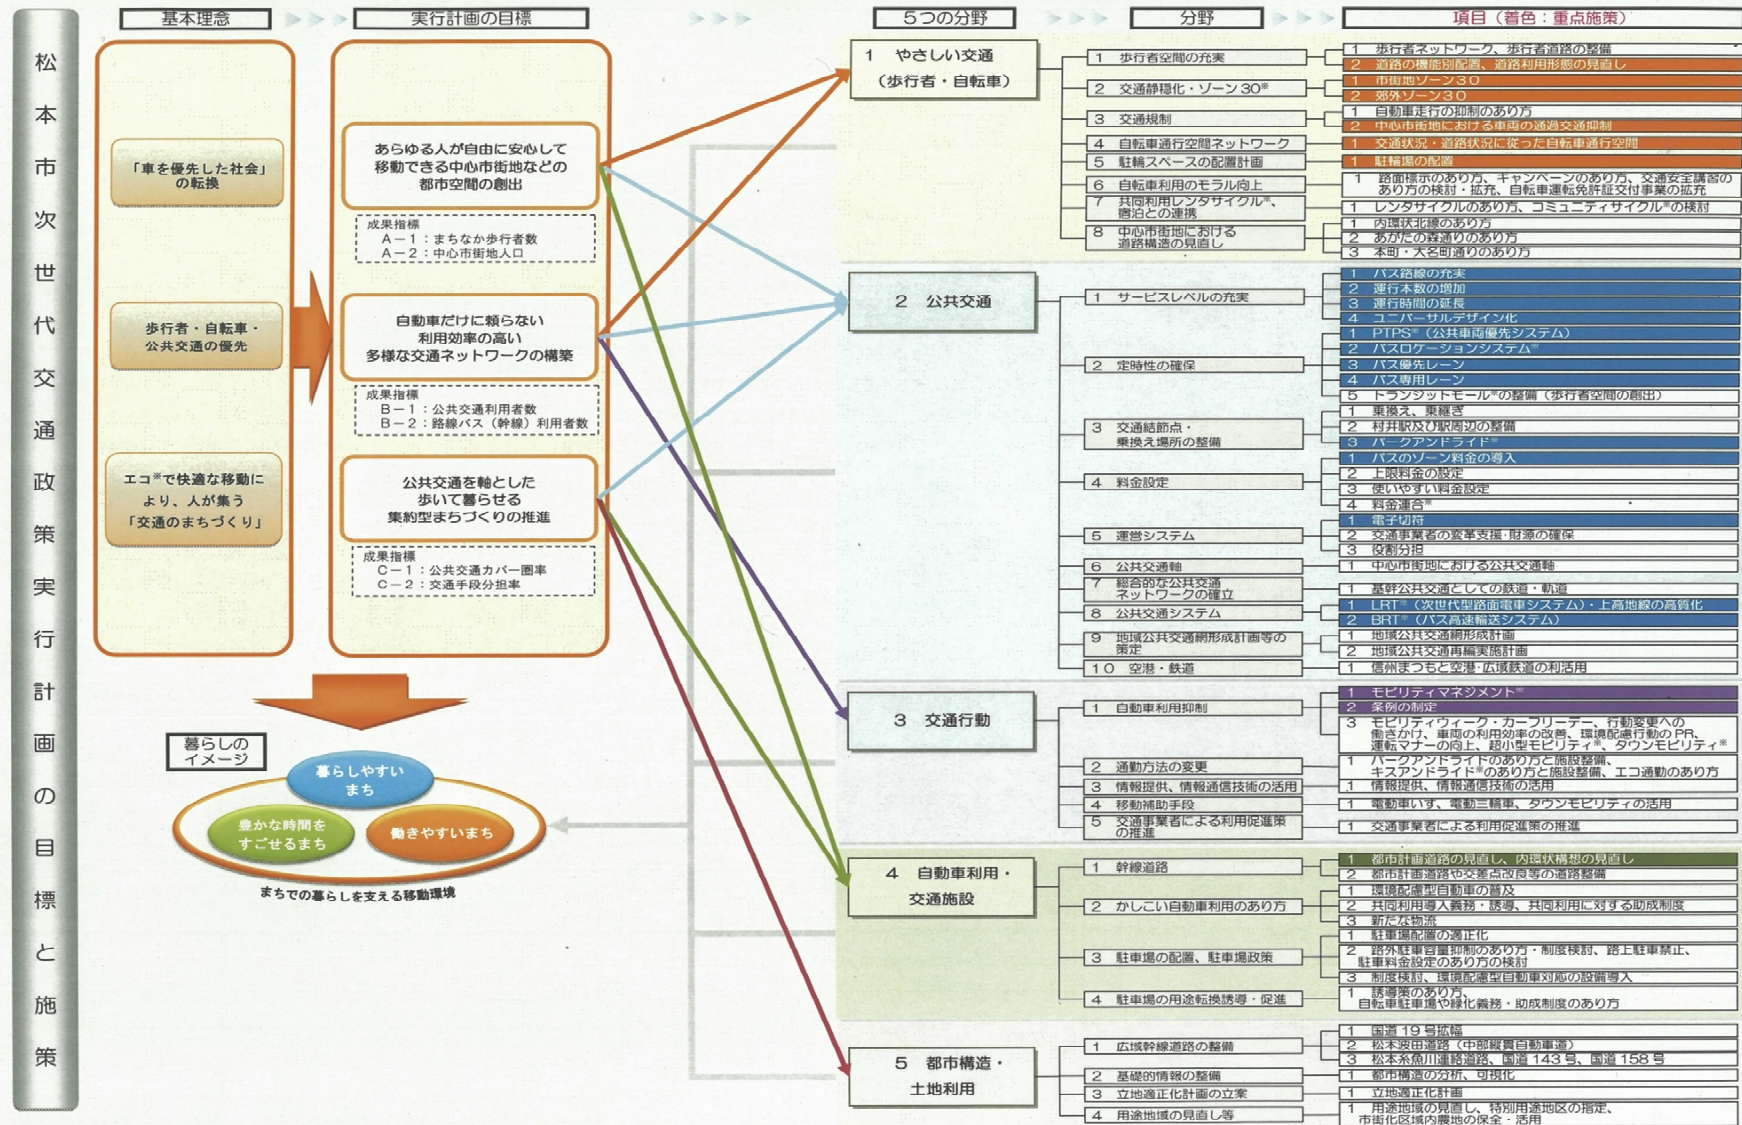 松本市次世代交通政策実行計画の目標と施策
基本理念
実行計画の目標
5つの分野
分野
項目（着色：重点施策）
「車を優先した社会」
の転換
歩行者・自転車・
公共交通の優先
エコ※で快適な移動に
より、人が集う
「交通のまちづくり」
あらゆる人が自由に安心して
移動できる中心市街地などの
都市空間の創出
成果指標
A－1：まちなか歩行者数
A－2：中心市街地人口
自動車だけに頼らない
利用効率の高い
多様な交通ネットワークの構築
成果指標
B－1：公共交通利用者数
B－2：路線バス（幹線）利用者数
公共交通を軸とした
歩いて暮らせる
集約型まちづくりの推進
成果指標
C－1：公共交通カバー圏率
C－2：交通手段分担率
暮らしの
イメージ
暮らしやすい
まち
豊かな時間を
すごせるまち
働きやすいまち
まちでの暮らしを支える移動環境
1 やさしい交通
（歩行者・自転車）
1 歩行者空間の充実
1 歩行者ネットワーク、歩行者道路の整備
2 道路の機能別配置、道路利用形態の見直し
2 交通静穏化・ゾーン30※
1 市街地ゾーン30
2 郊外ゾーン30
3 交通規制
1 自動車走行の抑制のあり方
2 中心市街地における車両の通過交通抑制
4 自転車通行空間ネットワーク
1 交通状況・道路状況に従った自転車通行空間
5 駐輪スペースの配置計画
1 駐輪場の配置
6 自転車利用のモラル向上
1 路面標示のあり方、キャンペーンのあり方、交通安全講習の
あり方の検討・拡充、自転車運転免許証交付事業の拡充
7 共同利用レンタサイクル※、
宿泊との連携
1 レンタサイクルのあり方、コミュニティサイクル※の検討
8 中心市街地における
道路構造の見直し
1 内環状北線のあり方
2 あがたの森通りのあり方
3 本町・大名町通りのあり方
2 公共交通
1 サービスレベルの充実
1 バス路線の充実
2 運行本数の増加
3 運行時間の延長
4 ユニバーサルデザイン化
2 定時性の確保
1 PTPS※（公共車両優先システム）
2 バスロケーションシステム※
3 バス優先レーン
4 バス専用レーン
5 トランジットモール※の整備（歩行者空間の創出）
3 交通結節点・
乗換え場所の整備
1 乗換え、乗継ぎ
2 村井駅及び駅周辺の整備
3 パークアンドライド※
4 料金設定
1 バスのゾーン料金の導入
2 上限料金の設定
3 使いやすい料金設定
4 料金連合※
5 運営システム
1 電子切符
2 交通事業者の変革支援・財源の確保
3 役割分担
6 公共交通軸
1 中心市街地における公共交通軸
7 総合的な公共交通
ネットワークの確立
1 基幹公共交通としての鉄道・軌道
8 公共交通システム
1 LRT※（次世代型路面電車システム）・上高地線の高質化
2 BRT※（バス高速輸送システム）
9 地域公共交通網形成計画等の
策定
1 地域公共交通網形成計画
2 地域公共交通再編実施計画
10 空港・鉄道
1 信州まつもと空港・広域鉄道の利活用
3 交通行動
1 自動車利用抑制
1 モビリティマネジメント※
2 条例の制定
3 モビリティウィーク・カーフリーデー、行動変更への
働きかけ、車両の利用効率の改善、環境配慮行動のPR、
運転マナーの向上、超小型モビリティ※、タウンモビリティ※
2 通勤方法の変更
1 パークアンドライドのあり方と施設整備、
キスアンドライド※のあり方と施設整備、エコ通勤のあり方
3 情報提供、情報通信技術の活用
1 情報提供、情報通信技術の活用
4 移動補助手段
1 電動車いす、電動三輪車、タウンモビリティの活用
5 交通事業者による利用促進策
の推進
1 交通事業者による利用促進策の推進
4 自動車利用・
交通施設
1 幹線道路
1 都市計画道路の見直し、内環状構想の見直し
2 都市計画道路や交差点改良等の道路整備
2 かしこい自動車利用のあり方
1 環境配慮型自動車の普及
2 共同利用導入義務・誘導、共同利用に対する助成制度
3 新たな物流
3 駐車場の配置、駐車場政策
1 駐車場配置の適正化
2 路外駐車容量抑制のあり方・制度検討、路上駐車禁止、
駐車料金設定のあり方の検討
3 制度検討、環境配慮型自動車対応の設備導入
4 駐車場の用途転換誘導・促進
1 誘導策のあり方、
自転車駐車場や緑化義務・助成制度のあり方
5 都市構造・
土地利用
1 広域幹線道路の整備
1 国道19号拡幅
2 松本波田道路（中部縦貫自動車道）
3 松本糸魚川連絡道路、国道143号、国道158号
2 基礎的情報の整備
1 都市構造の分析、可視化
3 立地適正化計画の立案
1 立地適正化計画
4 用途地域の見直し等
1 用途地域の見直し、特別用途地区の指定、
市街化区域内農地の保全・活用